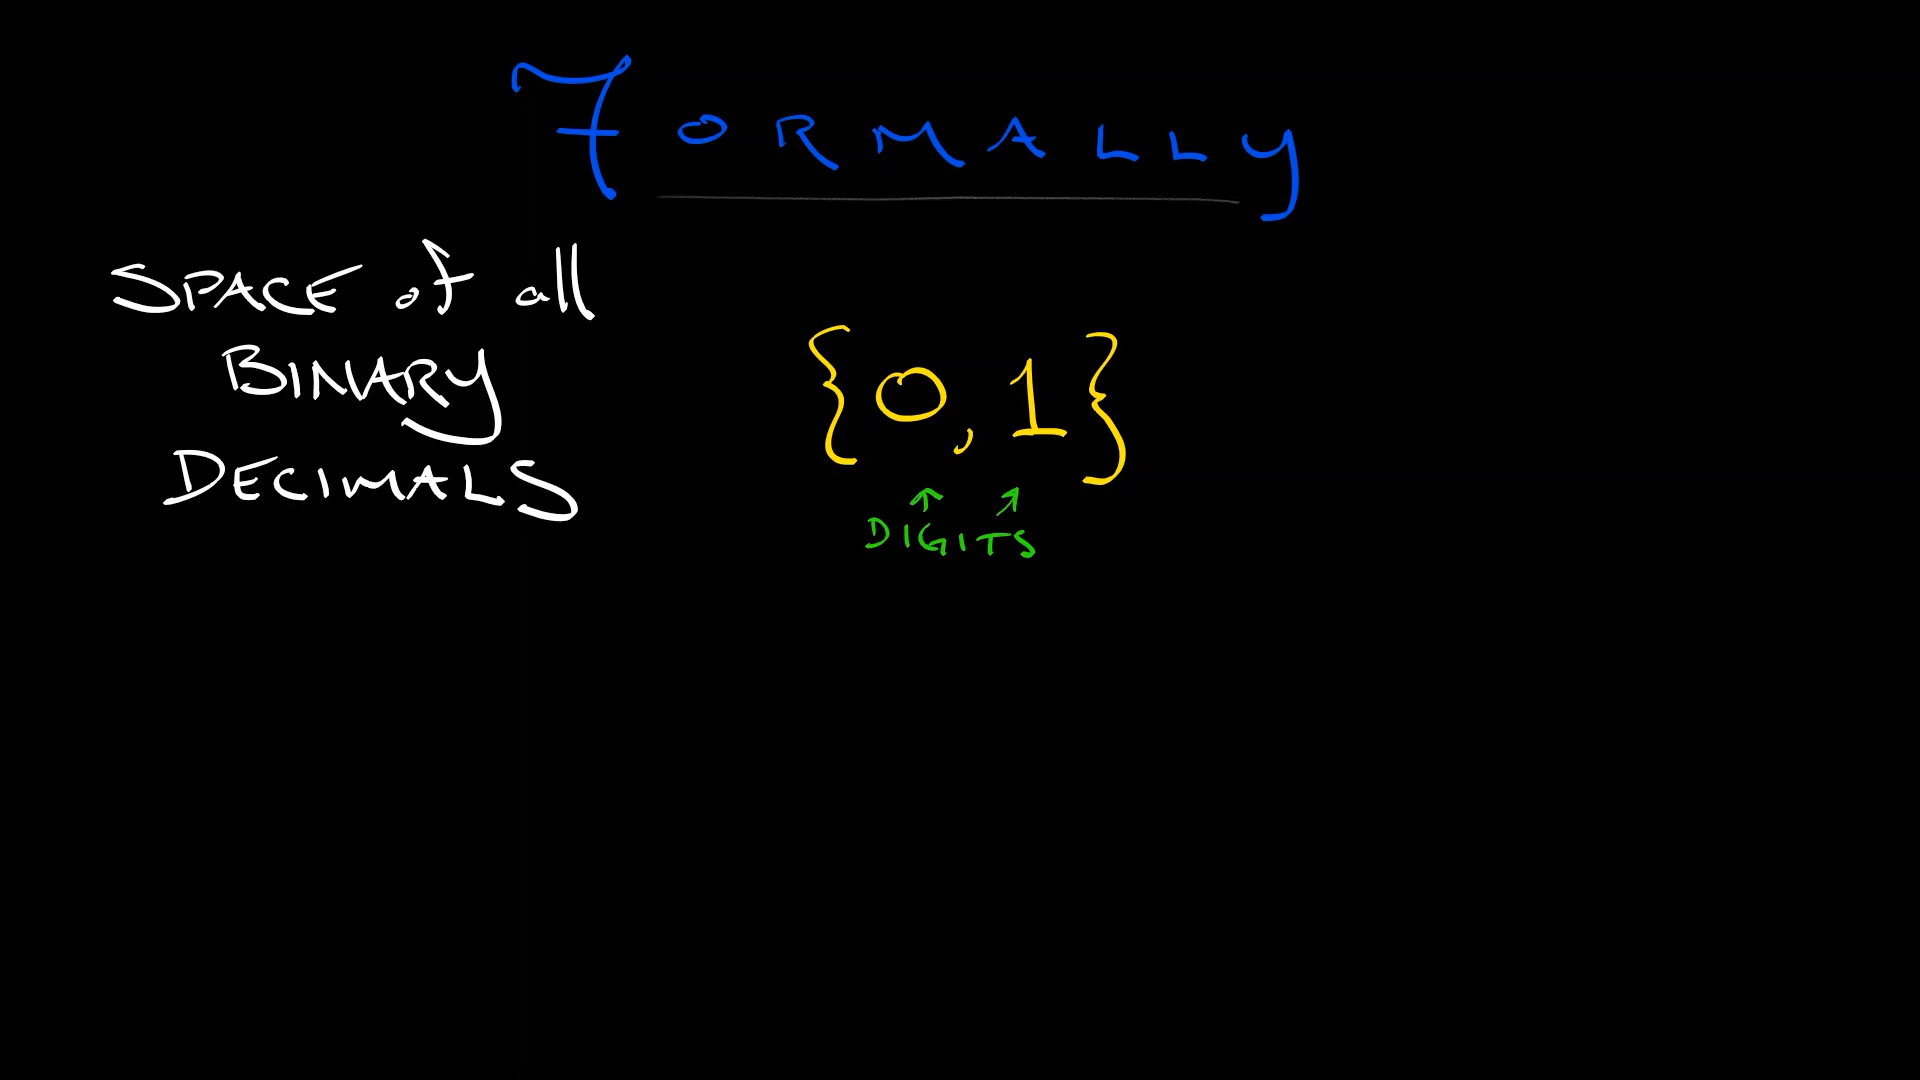 FORMALLY
SPACE of all
BINARY
DECIMALS
{0, 1}
↑ ↗
DIGITS